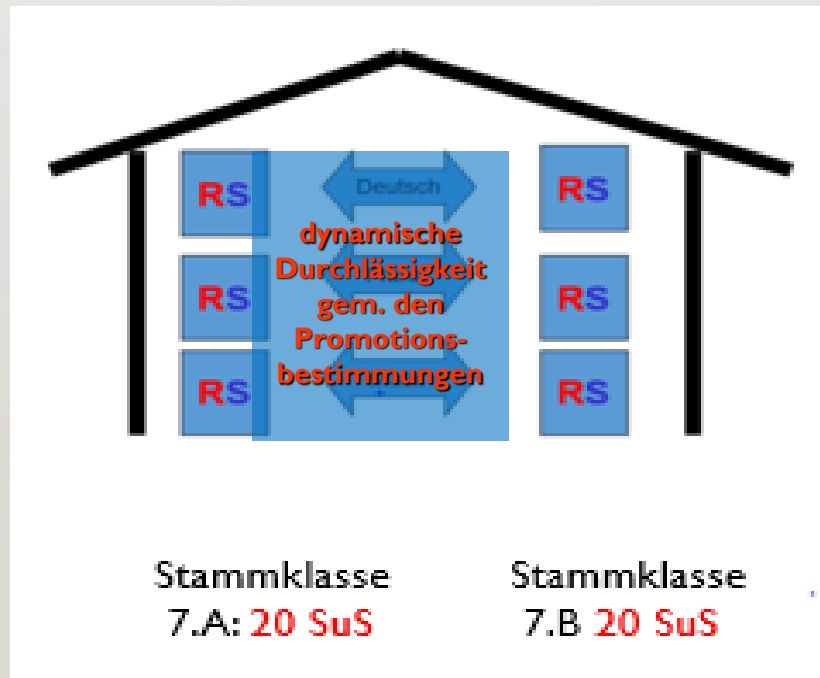 RS
Deutsch
RS
dynamische
Durchlässigkeit
gem. den
Promotions-
bestimmungen
RS
RS
RS
RS
Stammklasse
7.A: 20 SuS
Stammklasse
7.B 20 SuS